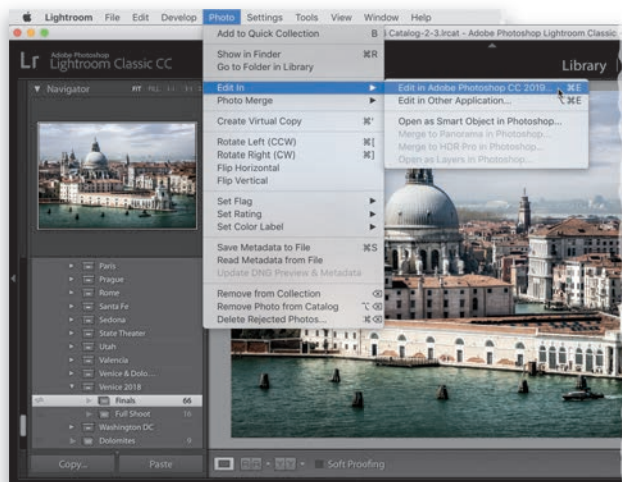 Lightroom File Edit Develop Photo Settings Tools View Window Help
Catalog-2-3.lrcat - Adobe Photoshop Lightroom Classic
Lr Adobe Photoshop
Lightroom Classic CC
Library
Navigator FIT FILL
Add to Quick Collection B
Show in Finder ⌘R
Go to Folder in Library
Edit In
Photo Merge
Create Virtual Copy ⌘'
Rotate Left (CCW) ⌘[
Rotate Right (CW) ⌘]
Flip Horizontal
Flip Vertical
Set Flag
Set Rating
Set Color Label
Save Metadata to File ⌘S
Read Metadata from File
Update DNG Preview & Metadata
Remove from Collection ⌫
Remove Photo from Catalog ⌥⌫
Delete Rejected Photos... ⌘⌫
Edit in Adobe Photoshop CC 2019... ⌘E
Edit in Other Application... ⌥⌘E
Open as Smart Object in Photoshop...
Merge to Panorama in Photoshop...
Merge to HDR Pro in Photoshop...
Open as Layers in Photoshop...
Paris
Prague
Rome
Santa Fe
Sedona
State Theater
Utah
Valencia
Venice & Dolo...
Venice 2018
Finals 66
Full Shoot 16
Washington DC
Dolomites 9
Copy... Paste
Soft Proofing